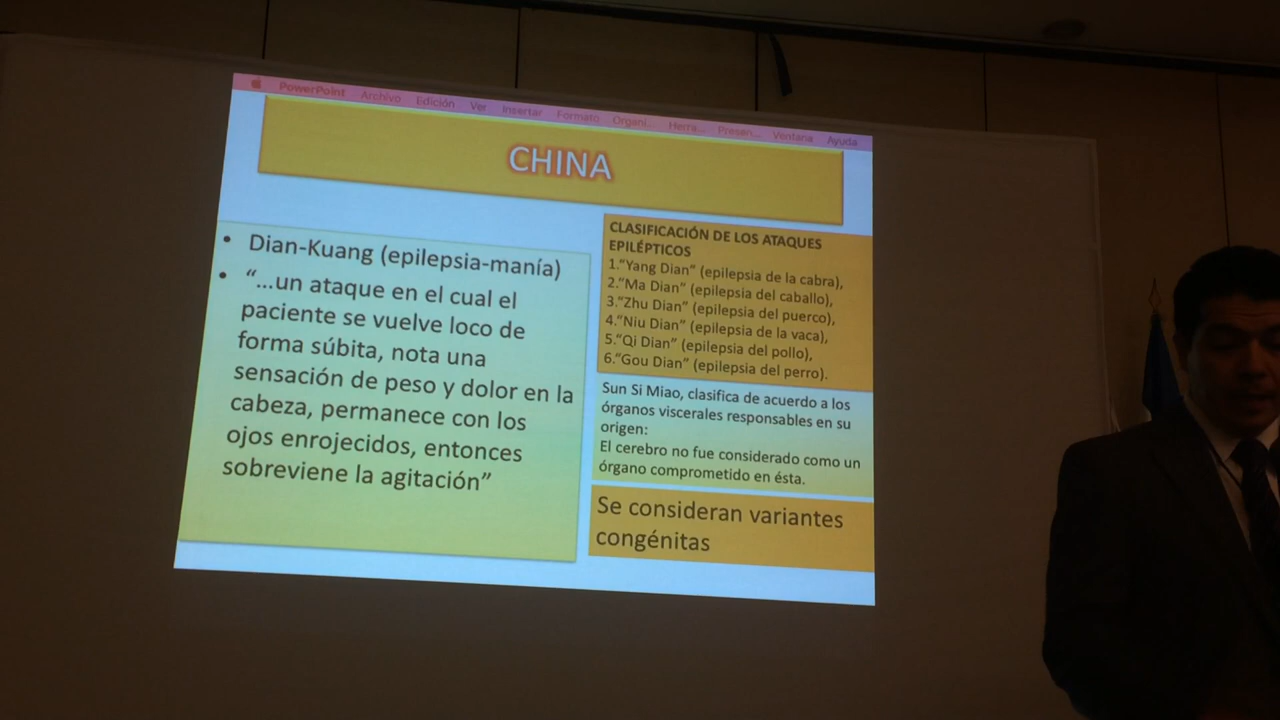 PowerPoint Archivo Edición Ver Insertar Formato Organi... Herra... Presen... Ventana Ayuda
CHINA
• Dian-Kuang (epilepsia-manía)
• “...un ataque en el cual el
paciente se vuelve loco de
forma súbita, nota una
sensación de peso y dolor en la
cabeza, permanece con los
ojos enrojecidos, entonces
sobreviene la agitación”
CLASIFICACIÓN DE LOS ATAQUES
EPILÉPTICOS
1.“Yang Dian” (epilepsia de la cabra),
2.“Ma Dian” (epilepsia del caballo),
3.“Zhu Dian” (epilepsia del puerco),
4.“Niu Dian” (epilepsia de la vaca),
5.“Qi Dian” (epilepsia del pollo),
6.“Gou Dian” (epilepsia del perro).
Sun Si Miao, clasifica de acuerdo a los
órganos viscerales responsables en su
origen:
El cerebro no fue considerado como un
órgano comprometido en ésta.
Se consideran variantes
congénitas